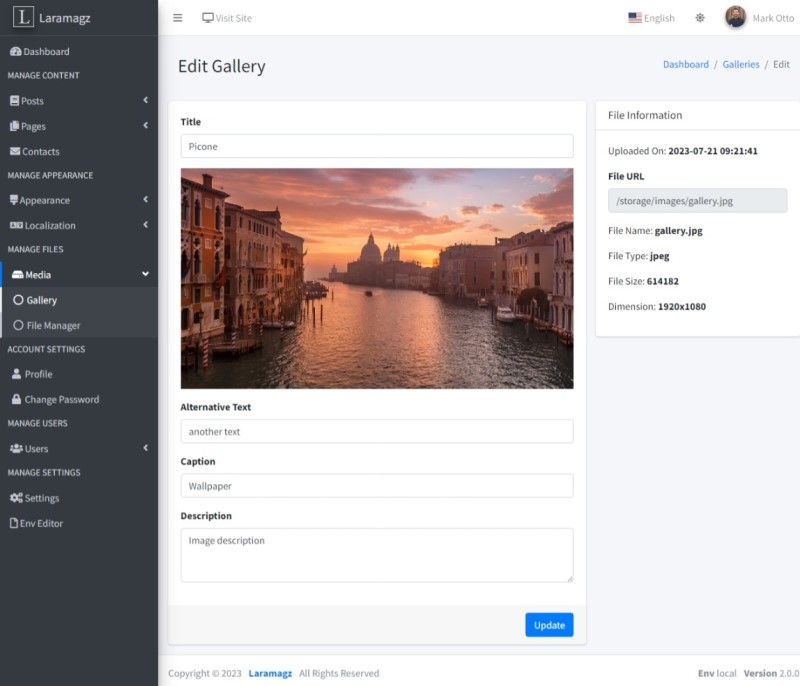 L Laramagz
Visit Site
English
Mark Otto
Dashboard
MANAGE CONTENT
Posts
Pages
Contacts
MANAGE APPEARANCE
Appearance
Localization
MANAGE FILES
Media
Gallery
File Manager
ACCOUNT SETTINGS
Profile
Change Password
MANAGE USERS
Users
MANAGE SETTINGS
Settings
Env Editor
Edit Gallery
Dashboard / Galleries / Edit
Title
Picone
Alternative Text
another text
Caption
Wallpaper
Description
Image description
Update
File Information
Uploaded On: 2023-07-21 09:21:41
File URL
/storage/images/gallery.jpg
File Name: gallery.jpg
File Type: jpeg
File Size: 614182
Dimension: 1920x1080
Copyright © 2023 Laramagz All Rights Reserved
Env local Version 2.0.0